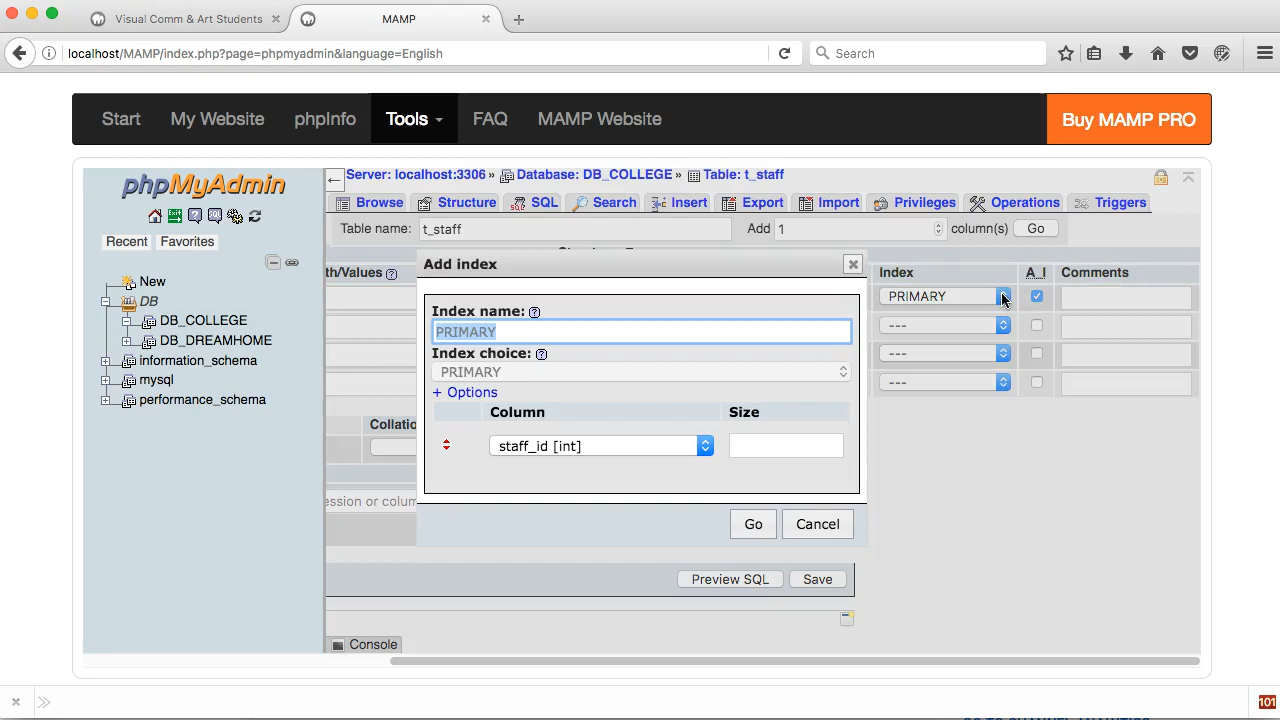 Visual Comm & Art Students
MAMP
localhost/MAMP/index.php?page=phpmyadmin&language=English
Search
Start My Website phpInfo Tools FAQ MAMP Website
Buy MAMP PRO
phpMyAdmin
Recent Favorites
New
DB
DB_COLLEGE
DB_DREAMHOME
information_schema
mysql
performance_schema
Server: localhost:3306 » Database: DB_COLLEGE » Table: t_staff
Browse Structure SQL Search Insert Export Import Privileges Operations Triggers
Table name: t_staff Add 1 column(s) Go
th/Values
Index A_I Comments
PRIMARY
---
---
---
Collatio
ession or colum
Add index
Index name:
PRIMARY
Index choice:
PRIMARY
+ Options
Column Size
staff_id [int]
Go Cancel
Preview SQL Save
Console
101